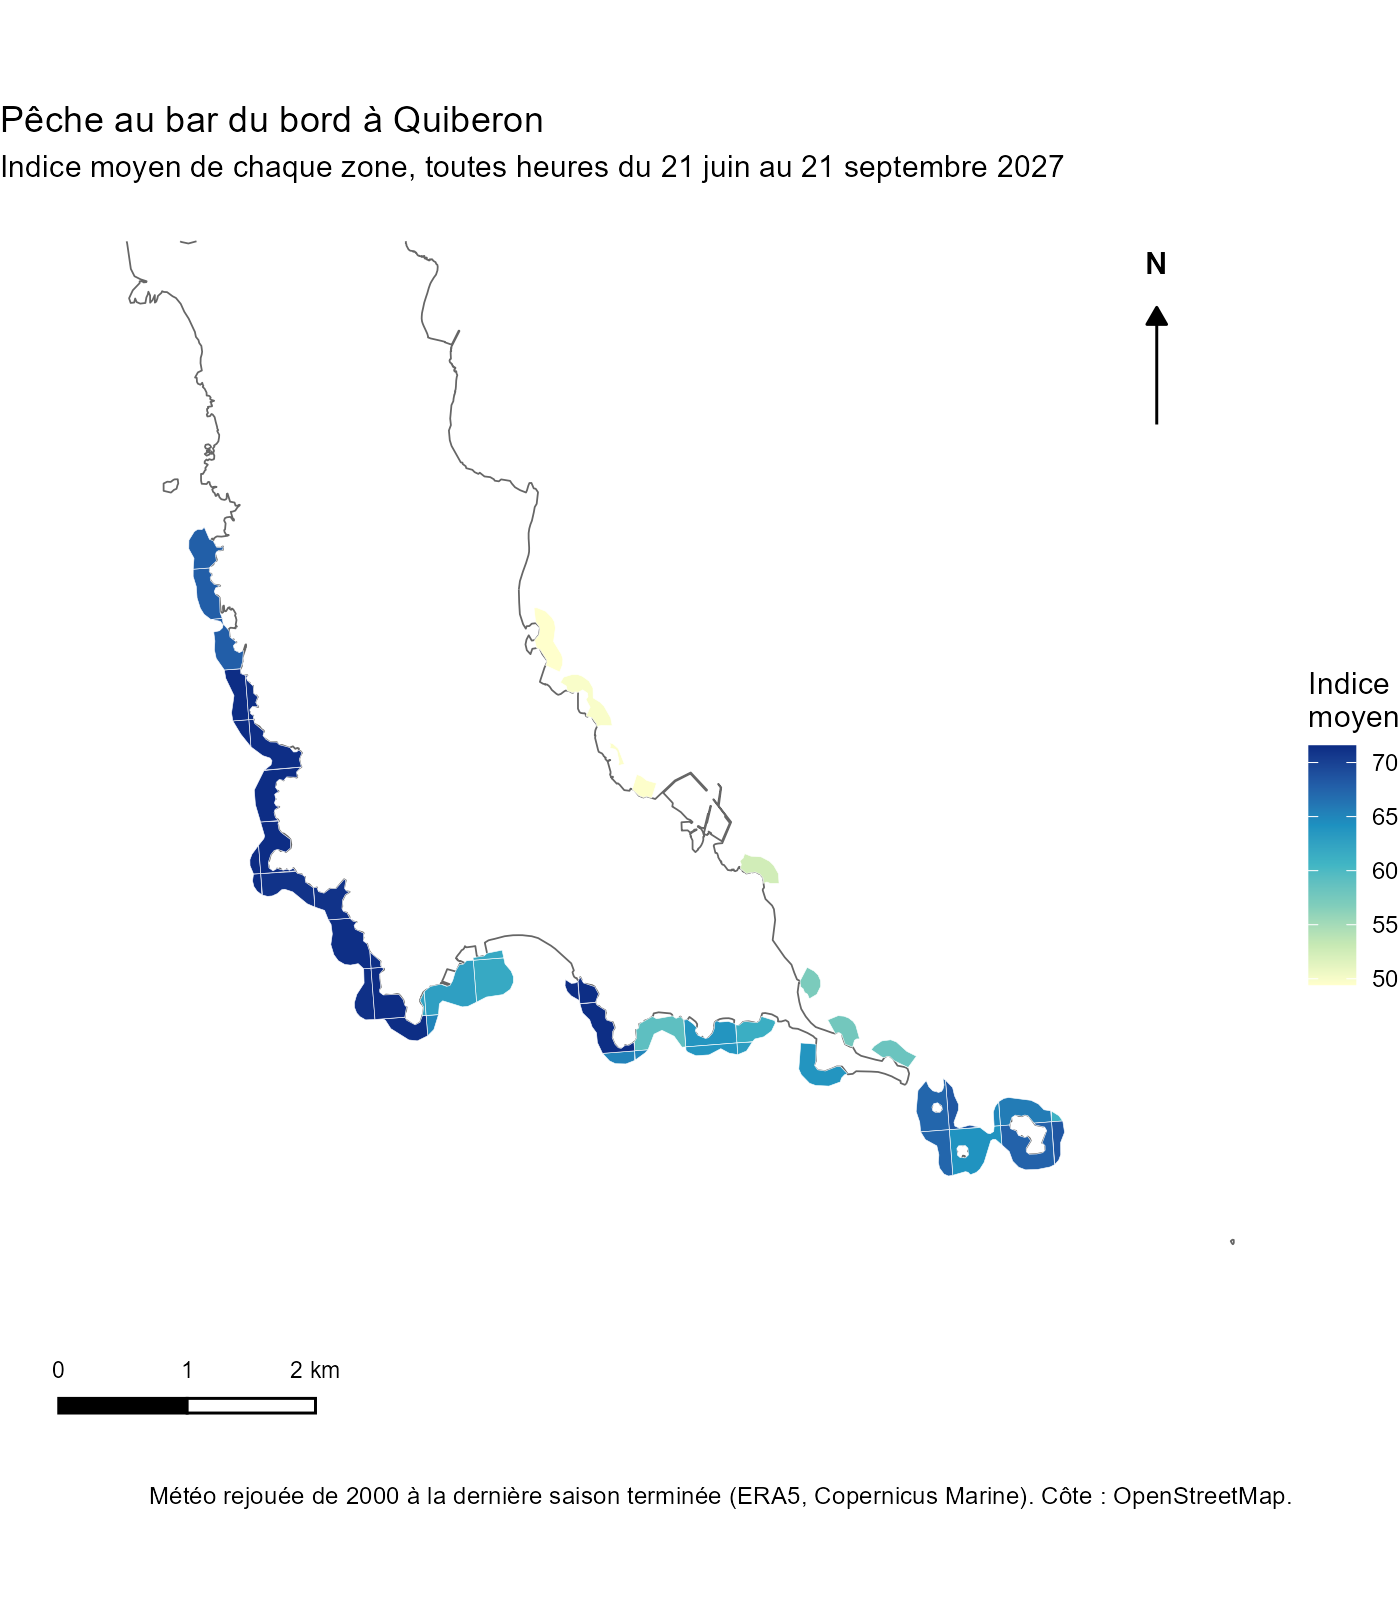 Pêche au bar du bord à Quiberon
Indice moyen de chaque zone, toutes heures du 21 juin au 21 septembre 2027
N
Indice
moyen
70
65
60
55
50
0 1 2 km
Météo rejouée de 2000 à la dernière saison terminée (ERA5, Copernicus Marine). Côte : OpenStreetMap.